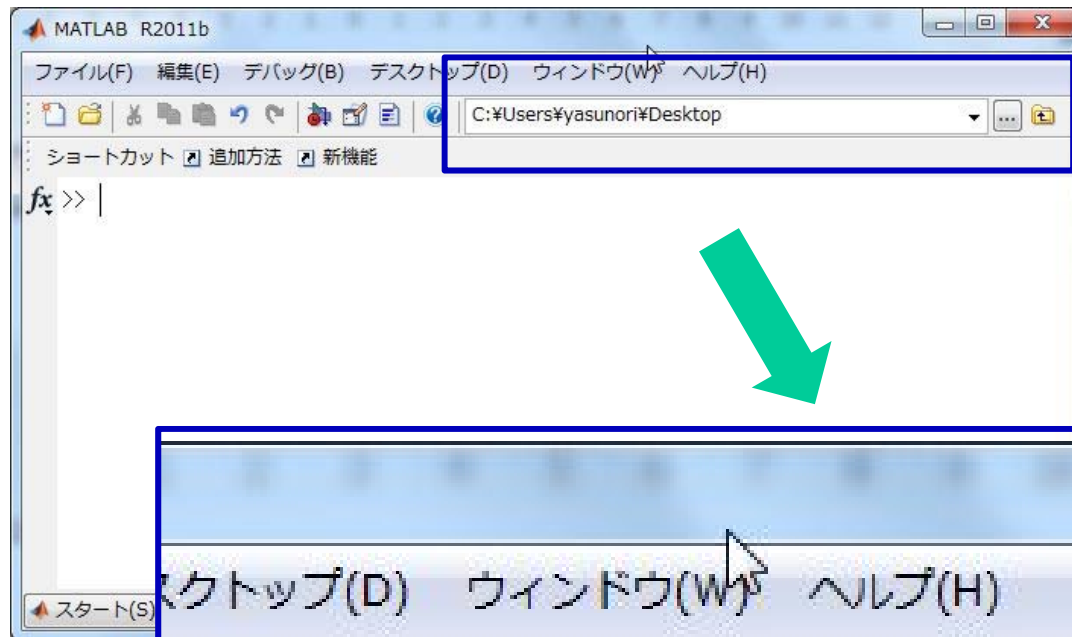 MATLAB R2011b
ファイル(F) 編集(E) デバッグ(B) デスクトップ(D) ウィンドウ(W) ヘルプ(H)
C:¥Users¥yasunori¥Desktop
ショートカット 追加方法 新機能
fx >>
スクトップ(D) ウィンドウ(W) ヘルプ(H)
スタート(S)